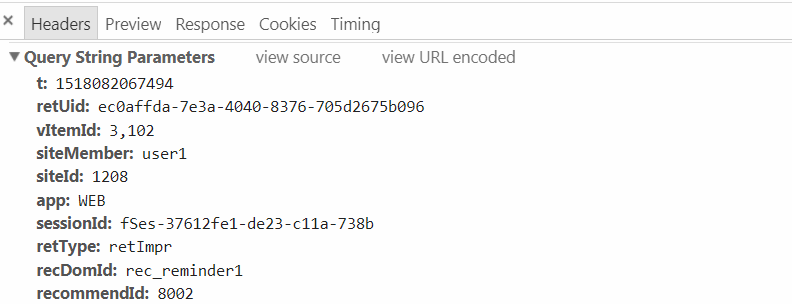 × Headers Preview Response Cookies Timing
▼ Query String Parameters view source view URL encoded
t: 1518082067494
retUid: ec0affda-7e3a-4040-8376-705d2675b096
vItemId: 3,102
siteMember: user1
siteId: 1208
app: WEB
sessionId: fSes-37612fe1-de23-c11a-738b
retType: retImpr
recDomId: rec_reminder1
recommendId: 8002